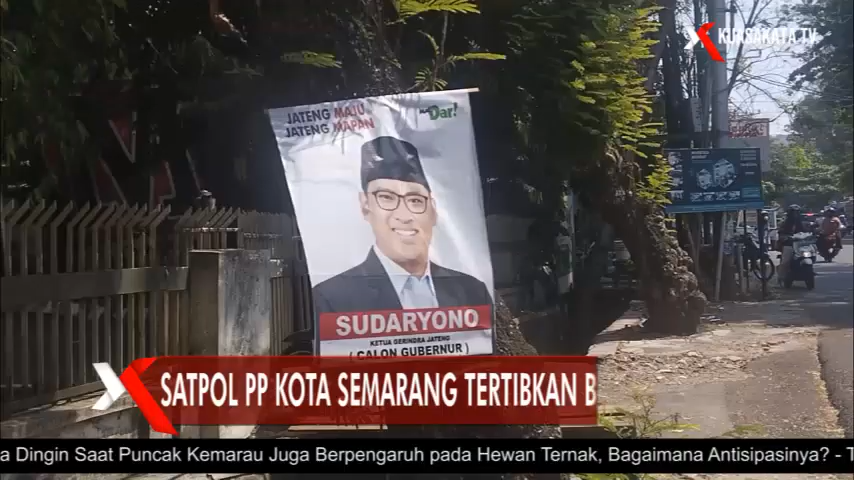 KURSAKATA TV
JATENG MAJU
JATENG MAPAN
Dar!
SUDARYONO
KETUA GERINDRA JATENG
( CALON GUBERNUR )
SATPOL PP KOTA SEMARANG TERTIBKAN B
a Dingin Saat Puncak Kemarau Juga Berpengaruh pada Hewan Ternak, Bagaimana Antisipasinya? - T